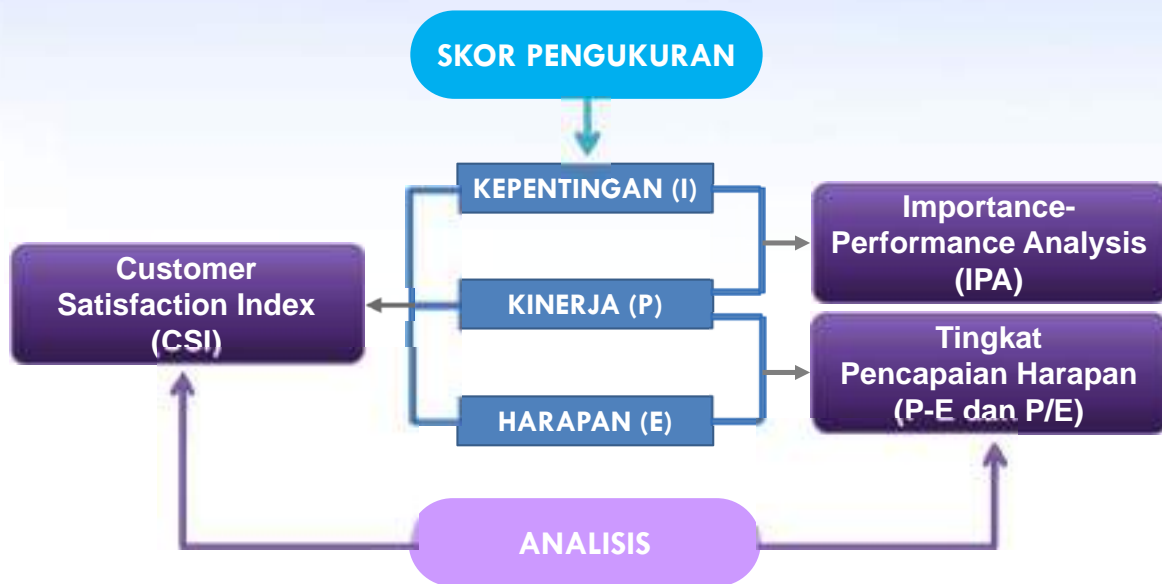 SKOR PENGUKURAN
KEPENTINGAN (I)
KINERJA (P)
HARAPAN (E)
Customer
Satisfaction Index
(CSI)
Importance-
Performance Analysis
(IPA)
Tingkat
Pencapaian Harapan
(P-E dan P/E)
ANALISIS